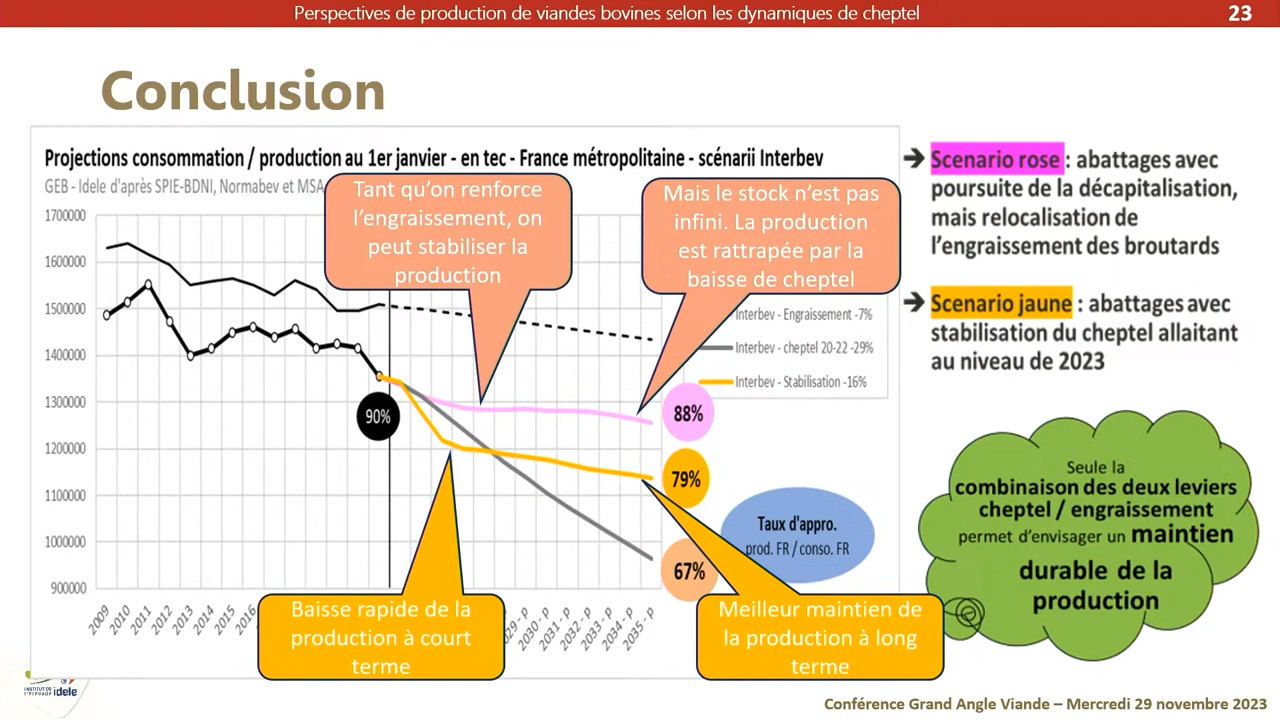 Perspectives de production de viandes bovines selon les dynamiques de cheptel
23
Conclusion
Projections consommation / production au 1er janvier - en tec - France métropolitaine - scénarii Interbev
GEB - Idele d'après SPIE-BDNI, Normabev et MSA
Tant qu'on renforce
l'engraissement, on
peut stabiliser la
production
Mais le stock n'est pas
infini. La production
est rattrapée par la
baisse de cheptel
1700000
1600000
1500000
1400000
1300000
1200000
1100000
1000000
900000
Interbev - Engraissement -7%
Interbev - cheptel 20-22 -29%
Interbev - Stabilisation -16%
90%
88%
79%
67%
Taux d'appro.
prod. FR / conso. FR
2009
2010
2011
2012
2013
2014
2015
2016
2030 - p
2031 - p
2032 - p
2033 - p
2034 - p
2035 - p
Baisse rapide de la
production à court
terme
Meilleur maintien de
la production à long
terme
➔ Scenario rose : abattages avec
poursuite de la décapitalisation,
mais relocalisation de
l'engraissement des broutards
➔ Scenario jaune : abattages avec
stabilisation du cheptel allaitant
au niveau de 2023
Seule la
combinaison des deux leviers
cheptel / engraissement
permet d'envisager un maintien
durable de la
production
INSTITUT DE
L'ELEVAGE idele
Conférence Grand Angle Viande – Mercredi 29 novembre 2023